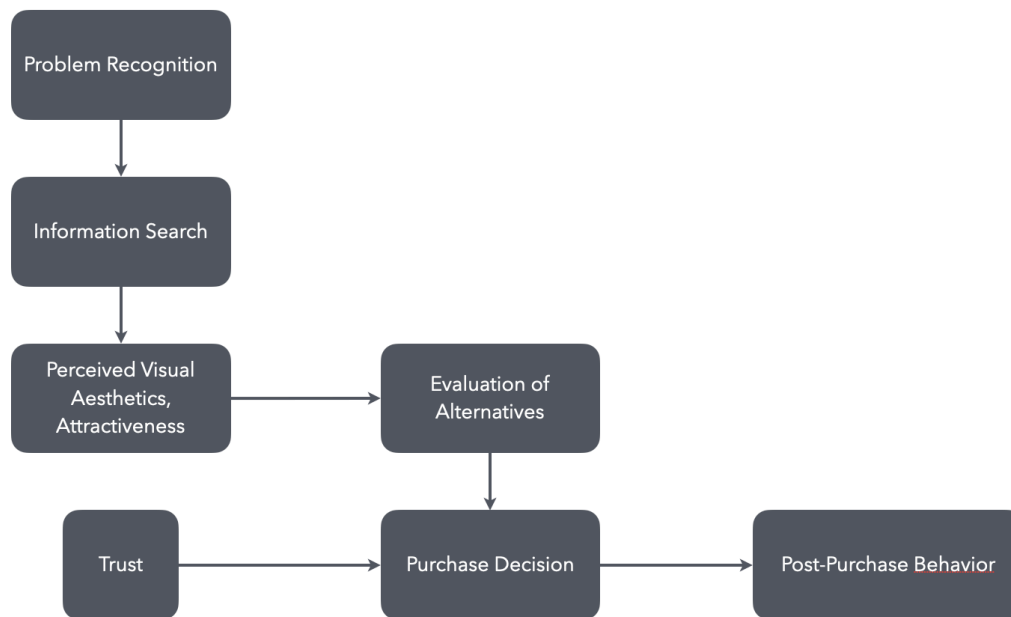 Problem Recognition
Information Search
Perceived Visual
Aesthetics,
Attractiveness
Evaluation of
Alternatives
Trust
Purchase Decision
Post-Purchase Behavior